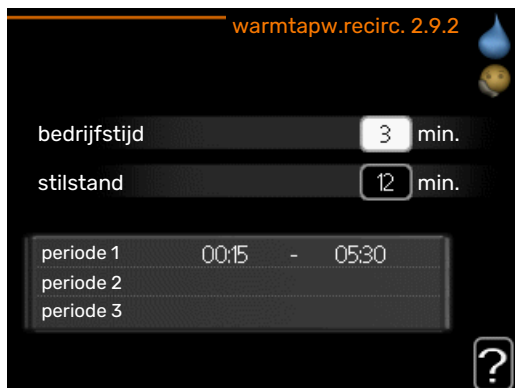 warmtapw.recirc. 2.9.2
bedrijfstijd 3 min.
stilstand 12 min.
periode 1 00:15 - 05:30
periode 2
periode 3
?